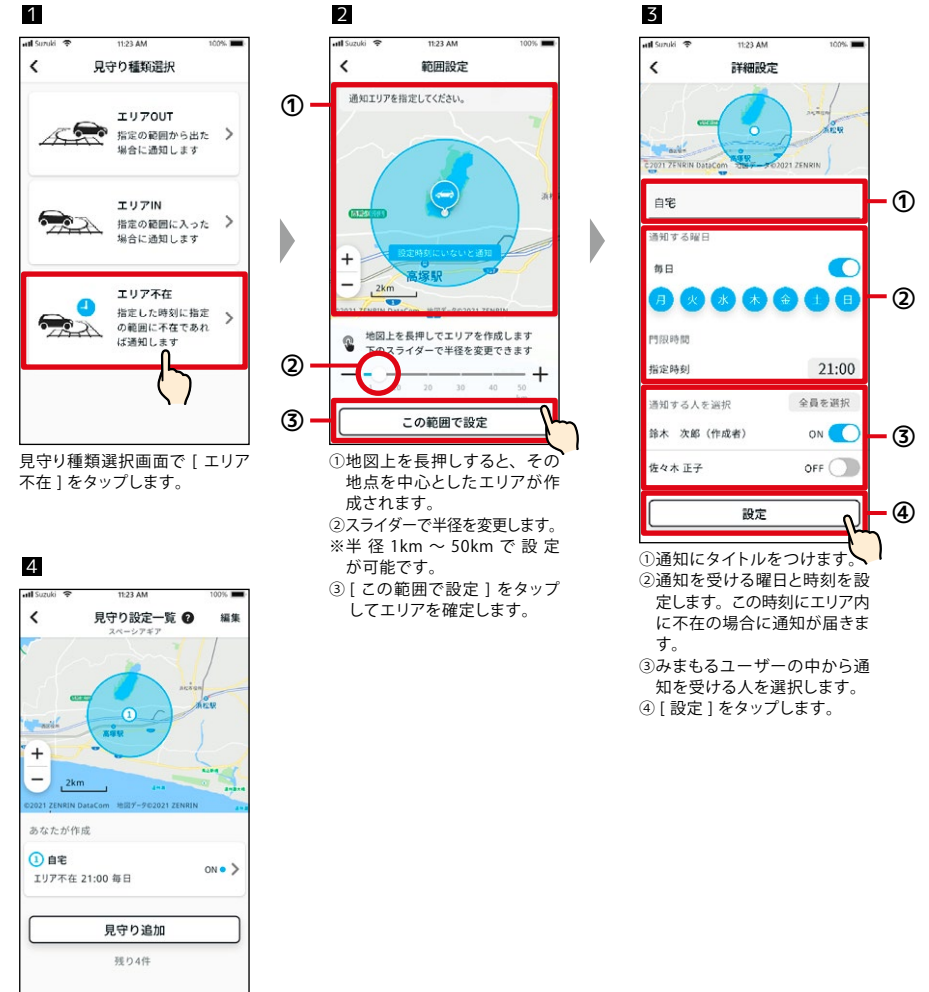 1
Suzuki 11:23 AM 100%
見守り種類選択
エリアOUT
指定の範囲から出た
場合に通知します
エリアIN
指定の範囲に入った
場合に通知します
エリア不在
指定した時刻に指定
の範囲に不在であれ
ば通知します
見守り種類選択画面で [ エリア
不在 ] をタップします。
2
Suzuki 11:23 AM 100%
範囲設定
① 通知エリアを指定してください。
設定時刻にいないと通知
高塚駅
+
−
2km
地図上を長押しでエリアを作成します
下のスライダーで半径を変更できます
②
− 20 30 40 50 +
③ この範囲で設定
①地図上を長押しすると、その
地点を中心としたエリアが作
成されます。
②スライダーで半径を変更します。
※半 径 1km ～ 50km で 設 定
が可能です。
③ [ この範囲で設定 ] をタップ
してエリアを確定します。
3
Suzuki 11:23 AM 100%
詳細設定
浜松駅
高塚駅
©2021 ZENRIN DataCom 地図データ©2021 ZENRIN
自宅 ①
通知する曜日
毎日
月 火 水 木 金 土 日 ②
門限時間
指定時刻 21:00
通知する人を選択 全員を選択
鈴木 次郎（作成者） ON ③
佐々木 正子 OFF
設定 ④
①通知にタイトルをつけます。
②通知を受ける曜日と時刻を設
定します。この時刻にエリア内
に不在の場合に通知が届きま
す。
③みまもるユーザーの中から通
知を受ける人を選択します。
④ [ 設定 ] をタップします。
4
Suzuki 11:23 AM 100%
見守り設定一覧 ? 編集
スペーシアギア
浜松駅
1
高塚駅
+
−
2km
©2021 ZENRIN DataCom 地図データ©2021 ZENRIN
あなたが作成
1 自宅
エリア不在 21:00 毎日 ON
見守り追加
残り4件